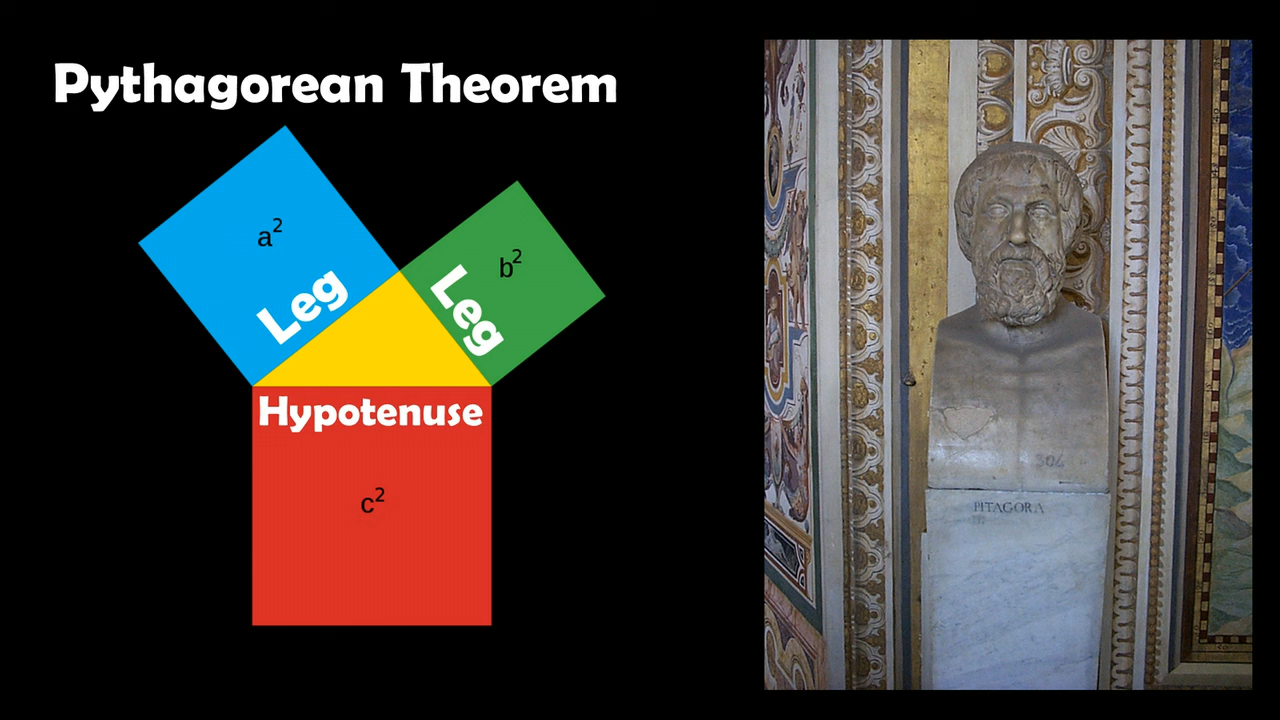 Pythagorean Theorem
a²
Leg
b²
Leg
Hypotenuse
c²
304
PITAGORA